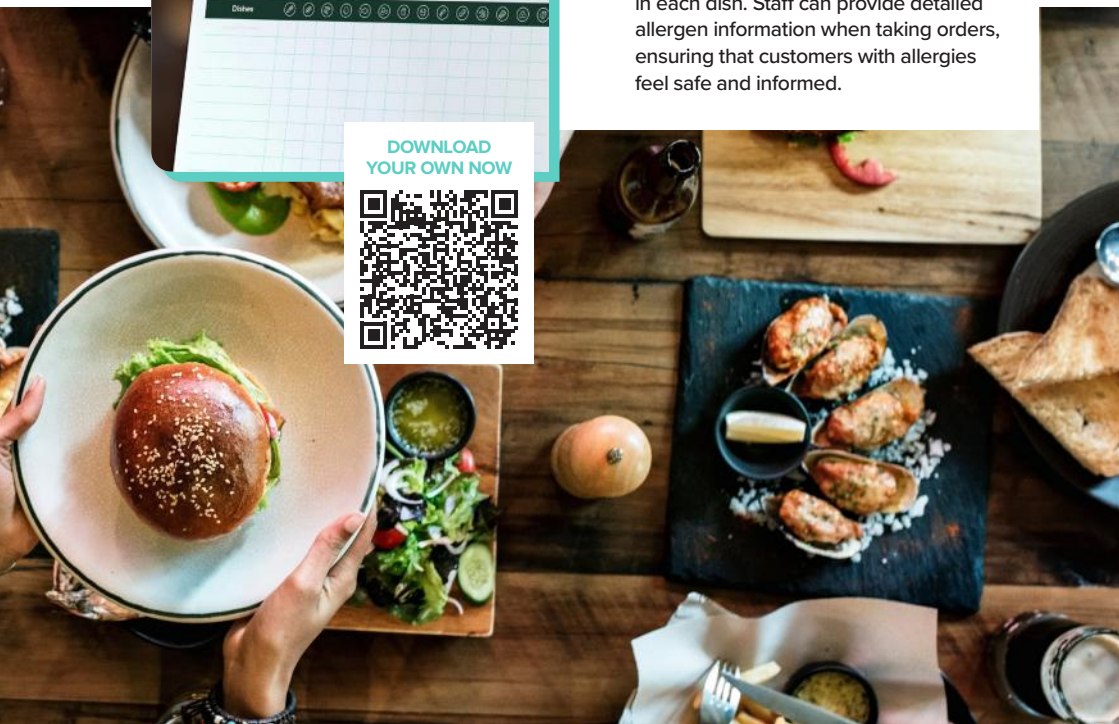 Dishes
in each dish. Staff can provide detailed
allergen information when taking orders,
ensuring that customers with allergies
feel safe and informed.
DOWNLOAD
YOUR OWN NOW